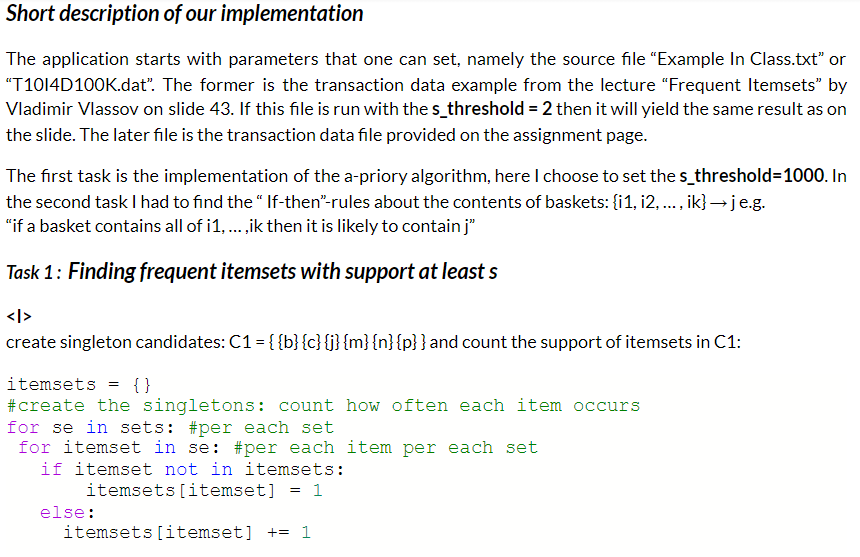 Short description of our implementation
The application starts with parameters that one can set, namely the source file “Example In Class.txt” or
“T10I4D100K.dat”. The former is the transaction data example from the lecture “Frequent Itemsets” by
Vladimir Vlassov on slide 43. If this file is run with the s_threshold = 2 then it will yield the same result as on
the slide. The later file is the transaction data file provided on the assignment page.
The first task is the implementation of the a-priory algorithm, here I choose to set the s_threshold=1000. In
the second task I had to find the “ If-then”-rules about the contents of baskets: {i1, i2, … , ik} → j e.g.
“if a basket contains all of i1, … ,ik then it is likely to contain j”
Task 1 : Finding frequent itemsets with support at least s
<|>
create singleton candidates: C1 = { {b} {c} {j} {m} {n} {p} } and count the support of itemsets in C1:
itemsets = {}
#create the singletons: count how often each item occurs
for se in sets: #per each set
 for itemset in se: #per each item per each set
   if itemset not in itemsets:
       itemsets[itemset] = 1
   else:
     itemsets[itemset] += 1